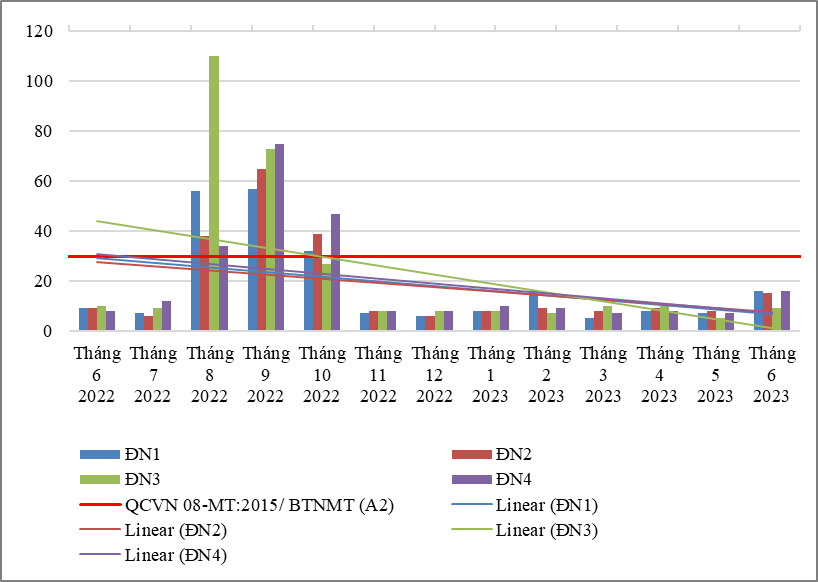 120
100
80
60
40
20
0
Tháng Tháng Tháng Tháng Tháng Tháng Tháng Tháng Tháng Tháng Tháng Tháng Tháng
6 7 8 9 10 11 12 1 2 3 4 5 6
2022 2022 2022 2022 2022 2022 2022 2023 2023 2023 2023 2023 2023
ĐN1 ĐN2
ĐN3 ĐN4
QCVN 08-MT:2015/ BTNMT (A2) Linear (ĐN1)
Linear (ĐN2) Linear (ĐN3)
Linear (ĐN4)